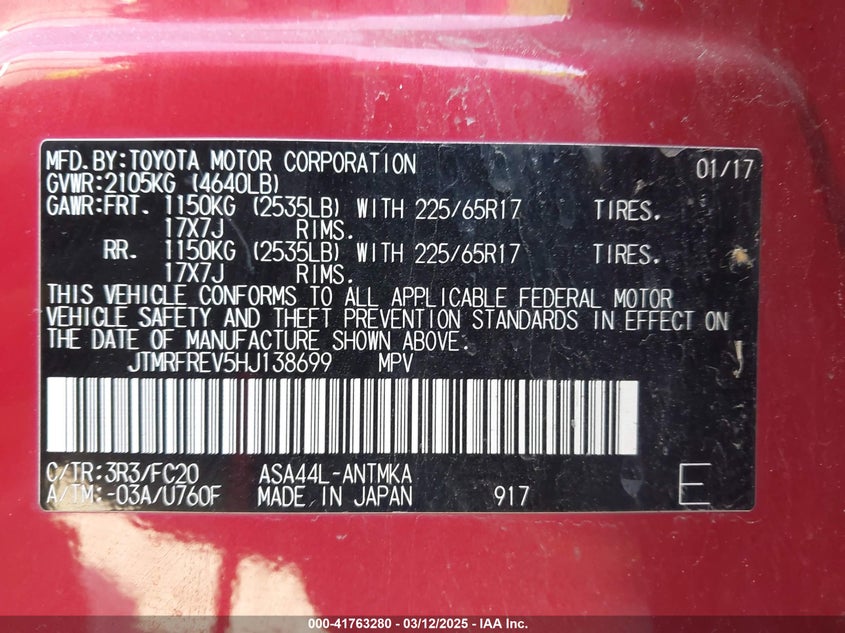 MFD.BY:TOYOTA MOTOR CORPORATION 01/17
GVWR:2105KG (4640LB)
GAWR:FRT. 1150KG (2535LB) WITH 225/65R17 TIRES.
17X7J RIMS.
RR. 1150KG (2535LB) WITH 225/65R17 TIRES.
17X7J RIMS.
THIS VEHICLE CONFORMS TO ALL APPLICABLE FEDERAL MOTOR
VEHICLE SAFETY AND THEFT PREVENTION STANDARDS IN EFFECT ON
THE DATE OF MANUFACTURE SHOWN ABOVE.
JTMRFREV5HJ138699 MPV
C/TR:3R3/FC20 ASA44L-ANTMKA
A/TM:-03A/U760F MADE IN JAPAN 917 E
000-41763280 - 03/12/2025 - IAA Inc.